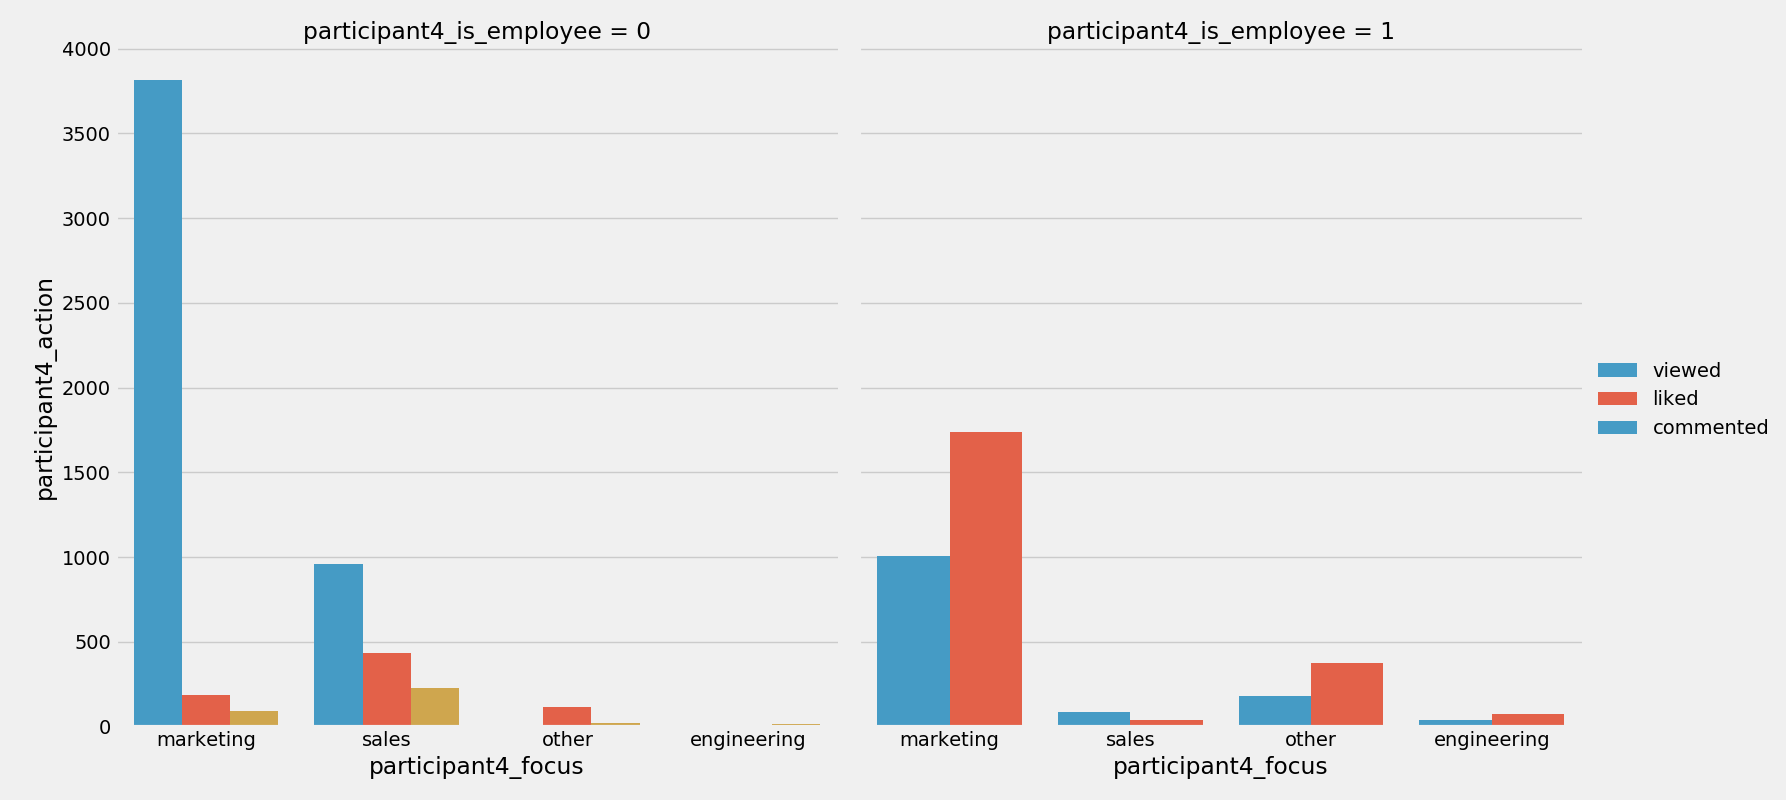 participant4_is_employee = 0
participant4_is_employee = 1
4000
3500
3000
2500
2000
1500
1000
500
0
participant4_action
marketing
sales
other
engineering
participant4_focus
marketing
sales
other
engineering
participant4_focus
viewed
liked
commented